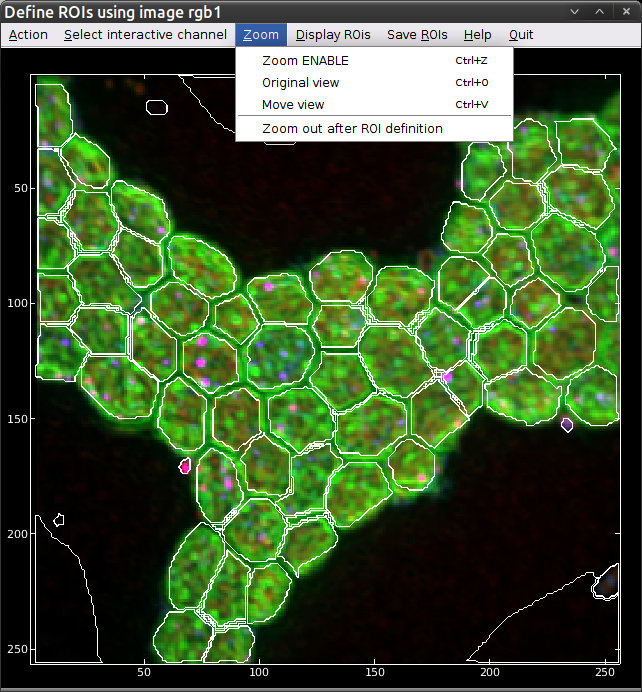 Define ROIs using image rgb1
Action Select interactive channel Zoom Display ROIs Save ROIs Help Quit
Zoom ENABLE Ctrl+Z
Original view Ctrl+0
Move view Ctrl+V
Zoom out after ROI definition
50
100
150
200
250
50 100 150 200 250